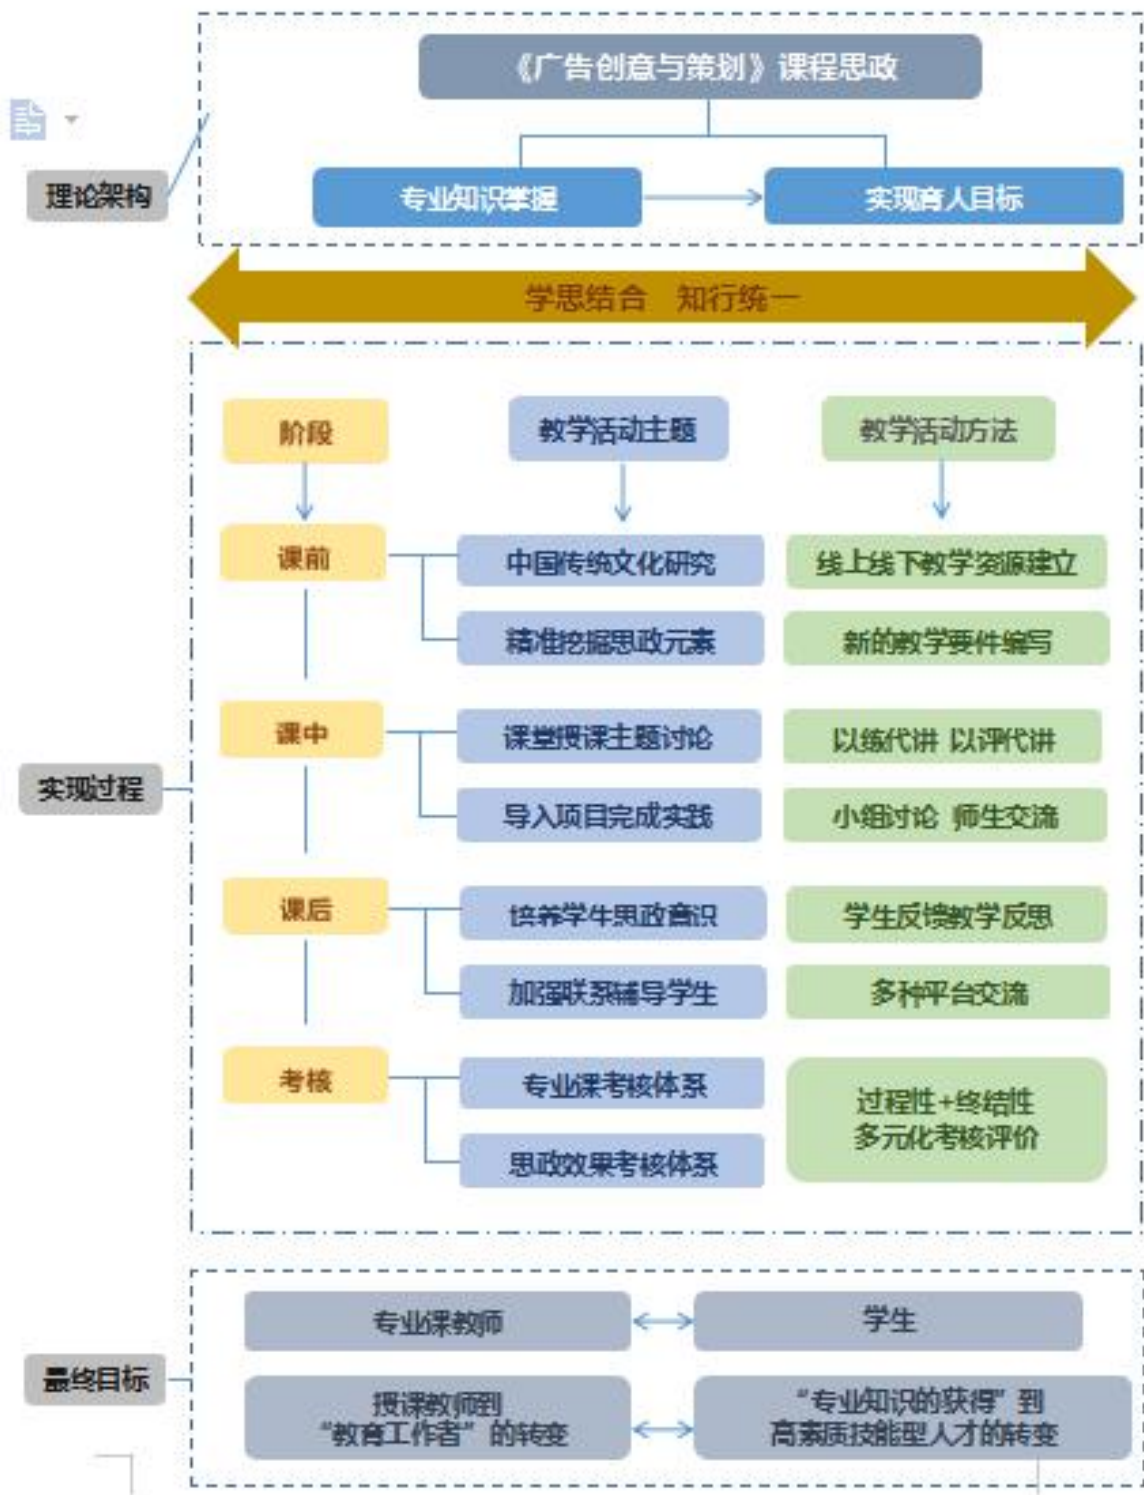 《广告创意与策划》课程思政
理论架构
专业知识掌握
实现育人目标
学思结合 知行统一
阶段
教学活动主题
教学活动方法
课前
中国传统文化研究
线上线下教学资源建立
精准挖掘思政元素
新的教学要件编写
课中
课堂授课主题讨论
以练代讲 以评代讲
实现过程
导入项目完成实践
小组讨论 师生交流
课后
培养学生思政意识
学生反馈教学反思
加强联系辅导学生
多种平台交流
考核
专业课考核体系
过程性+终结性
多元化考核评价
思政效果考核体系
专业课教师
学生
最终目标
授课教师到
“教育工作者”的转变
“专业知识的获得”到
高素质技能型人才的转变